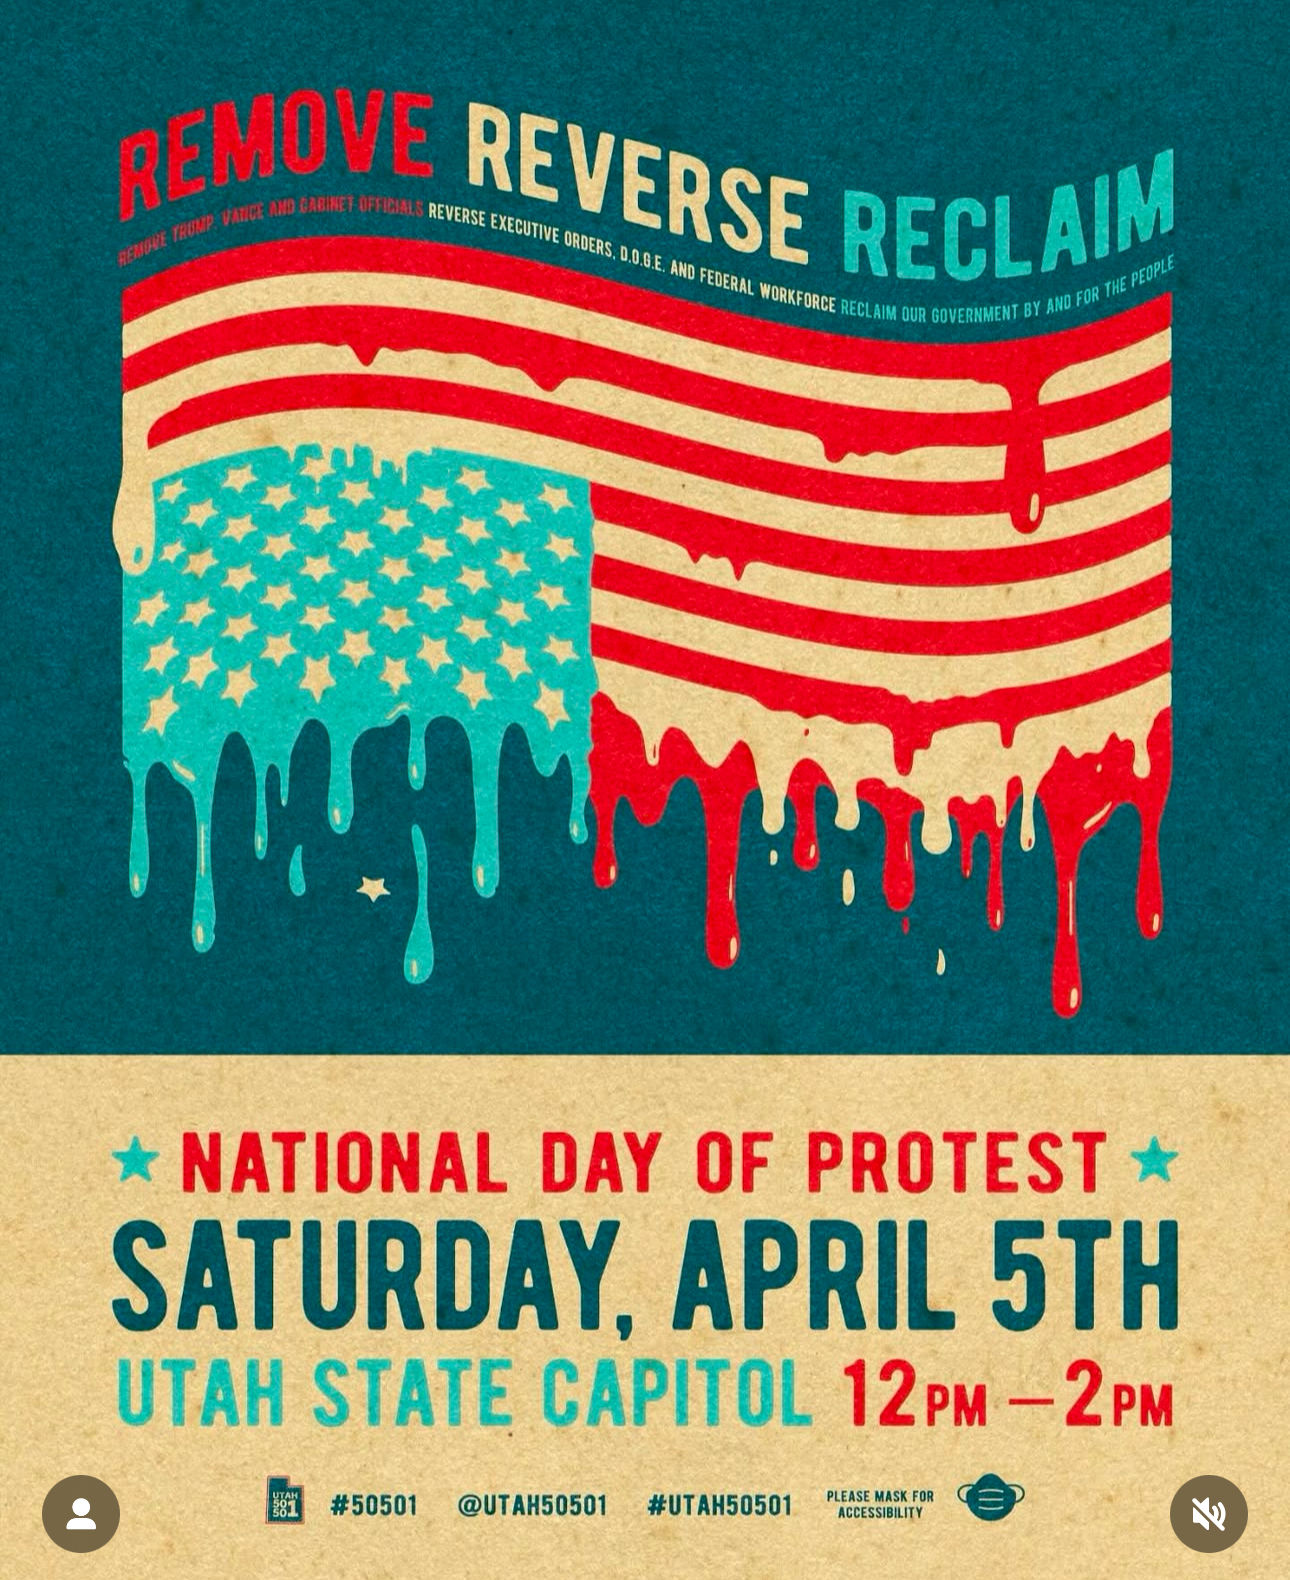 REMOVE REVERSE RECLAIM
REMOVE TRUMP, VANCE AND CABINET OFFICIALS REVERSE EXECUTIVE ORDERS, D.O.G.E. AND FEDERAL WORKFORCE RECLAIM OUR GOVERNMENT BY AND FOR THE PEOPLE
NATIONAL DAY OF PROTEST
SATURDAY, APRIL 5TH
UTAH STATE CAPITOL 12PM — 2PM
UTAH 50501 #50501 @UTAH50501 #UTAH50501 PLEASE MASK FOR
ACCESSIBILITY